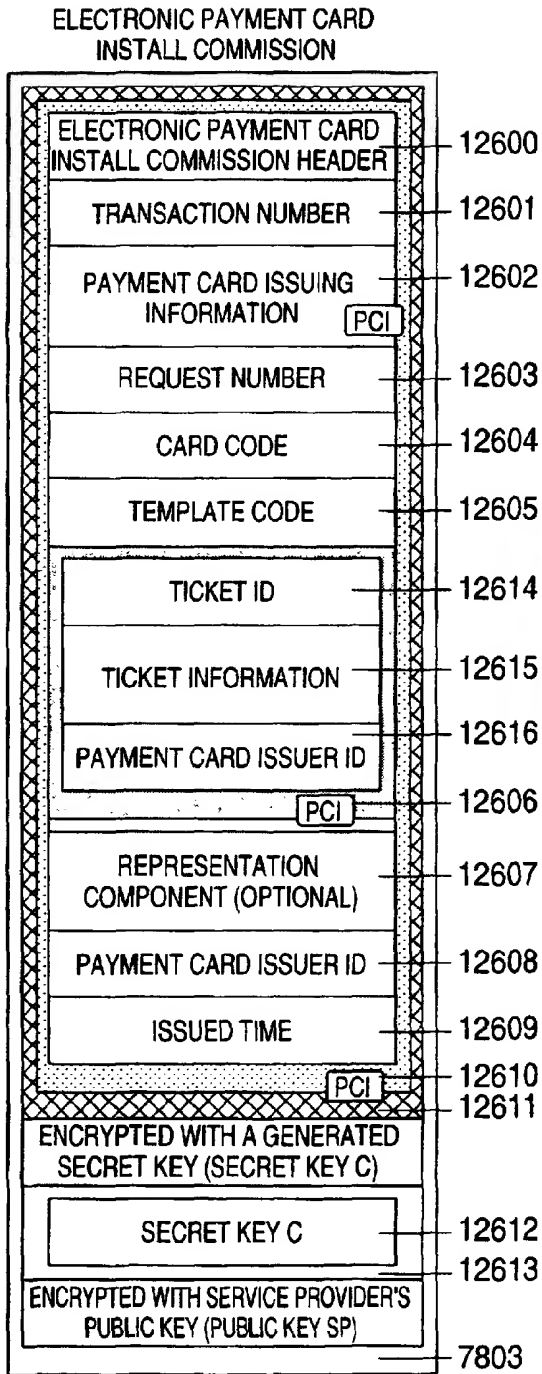 ELECTRONIC PAYMENT CARD
INSTALL COMMISSION
ELECTRONIC PAYMENT CARD
INSTALL COMMISSION HEADER
12600
TRANSACTION NUMBER
12601
PAYMENT CARD ISSUING
INFORMATION
12602
PCI
REQUEST NUMBER
12603
CARD CODE
12604
TEMPLATE CODE
12605
TICKET ID
12614
TICKET INFORMATION
12615
PAYMENT CARD ISSUER ID
12616
PCI
12606
REPRESENTATION
COMPONENT (OPTIONAL)
12607
PAYMENT CARD ISSUER ID
12608
ISSUED TIME
12609
PCI
12610
12611
ENCRYPTED WITH A GENERATED
SECRET KEY (SECRET KEY C)
SECRET KEY C
12612
12613
ENCRYPTED WITH SERVICE PROVIDER'S
PUBLIC KEY (PUBLIC KEY SP)
7803